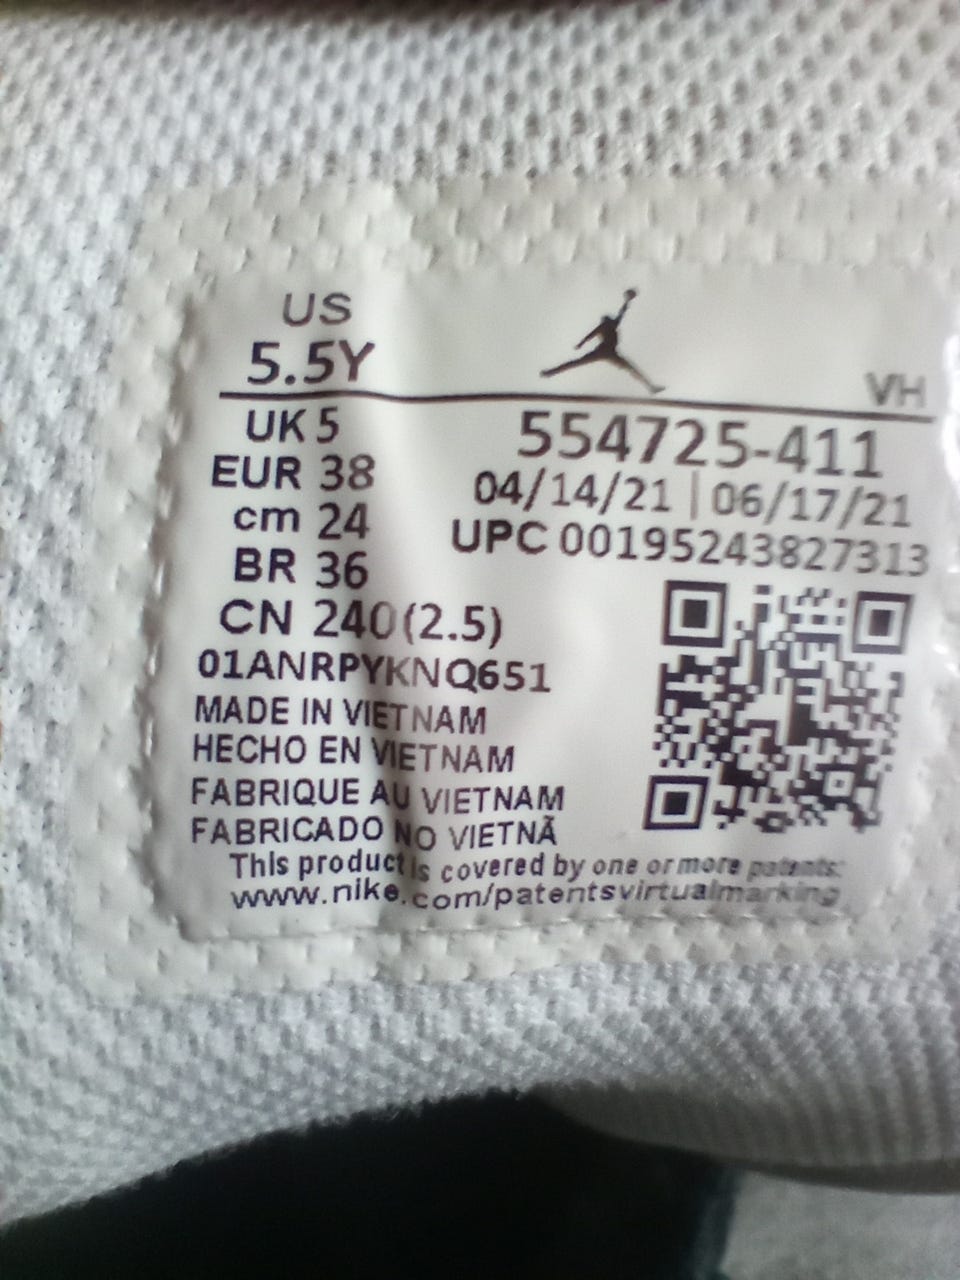 US
5.5Y
VH
UK 5
EUR 38
cm 24
BR 36
CN 240(2.5)
554725-411
04/14/21 | 06/17/21
UPC 00195243827313
01ANRPYKNQ651
MADE IN VIETNAM
HECHO EN VIETNAM
FABRIQUE AU VIETNAM
FABRICADO NO VIETNÃ
This product is covered by one or more patents:
www.nike.com/patentsvirtualmarking